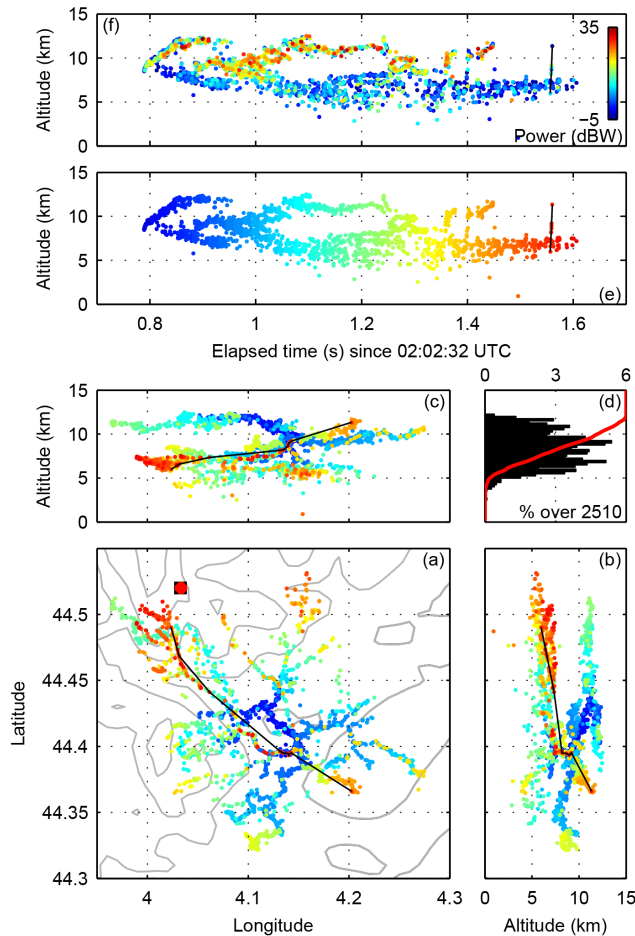 (f)
35
15
10
5
0
Altitude (km)
−5
Power (dBW)
15
10
5
0
Altitude (km)
(e)
0.8 1 1.2 1.4 1.6
Elapsed time (s) since 02:02:32 UTC
0 3 6
15
10
5
0
Altitude (km)
(c)
(d)
% over 2510
(a)
(b)
44.5
44.45
44.4
44.35
44.3
Latitude
4 4.1 4.2 4.3
Longitude
0 5 10 15
Altitude (km)